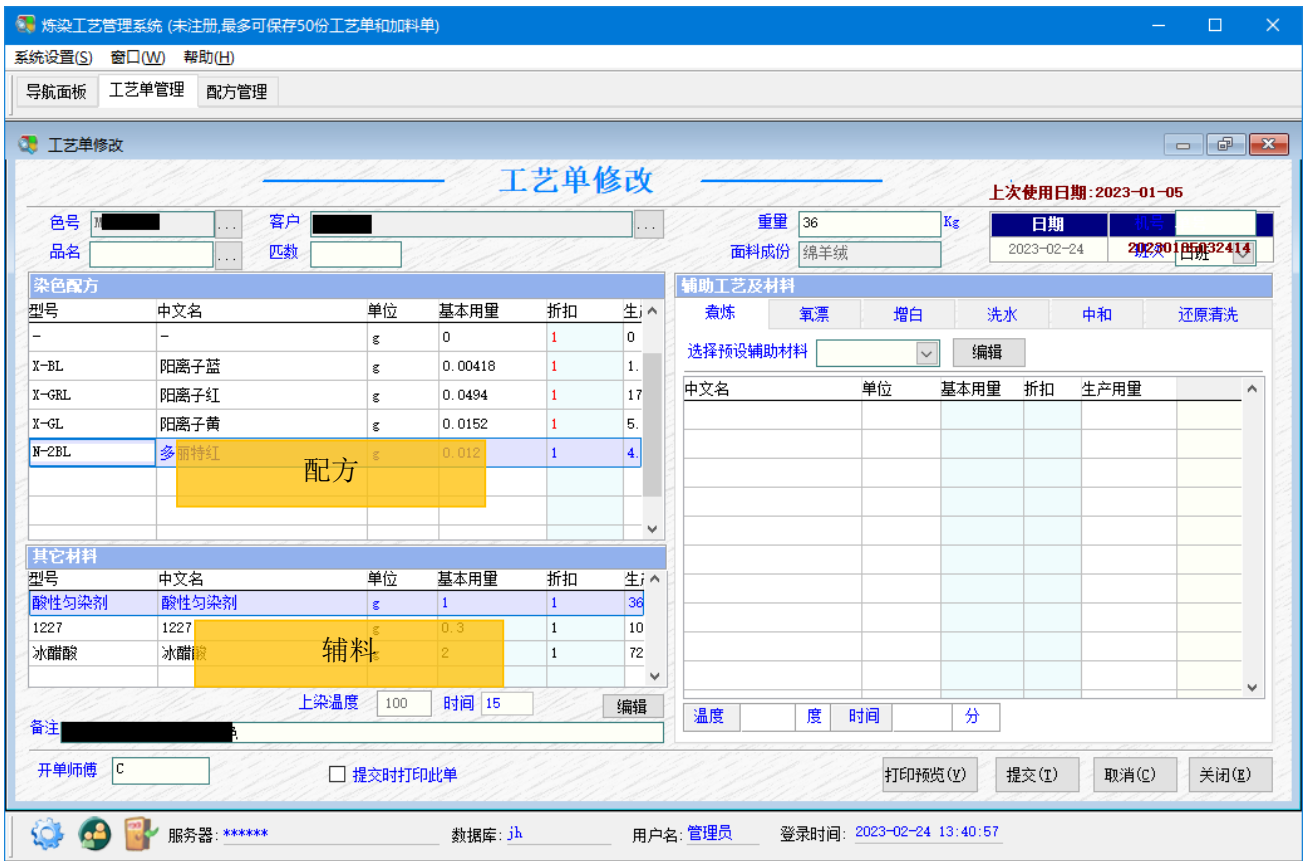 炼染工艺管理系统 (未注册,最多可保存50份工艺单和加料单)
系统设置(S) 窗口(W) 帮助(H)
导航面板 工艺单管理 配方管理
工艺单修改
工艺单修改
上次使用日期:2023-01-05
色号 ... 客户 ... 重量 36 Kg 日期 机号
品名 ... 匹数 面料成份 绵羊绒 2023-02-24 班次 日班 20230105032414
染色配方
型号 中文名 单位 基本用量 折扣 生产
- - g 0 1 0
X-BL 阳离子蓝 g 0.00418 1 1.
X-GRL 阳离子红 g 0.0494 1 17
X-GL 阳离子黄 g 0.0152 1 5.
N-2BL 多丽特红 g 0.012 1 4.
配方
其它材料
型号 中文名 单位 基本用量 折扣 生产
酸性匀染剂 酸性匀染剂 g 1 1 36
1227 1227 g 0.3 1 10
冰醋酸 冰醋酸 g 2 1 72
辅料
上染温度 100 时间 15 编辑
备注
辅助工艺及材料
煮炼 氧漂 增白 洗水 中和 还原清洗
选择预设辅助材料 编辑
中文名 单位 基本用量 折扣 生产用量
温度 度 时间 分
开单师傅 C 提交时打印此单 打印预览(Y) 提交(T) 取消(C) 关闭(E)
服务器: ****** 数据库: jh 用户名: 管理员 登录时间: 2023-02-24 13:40:57